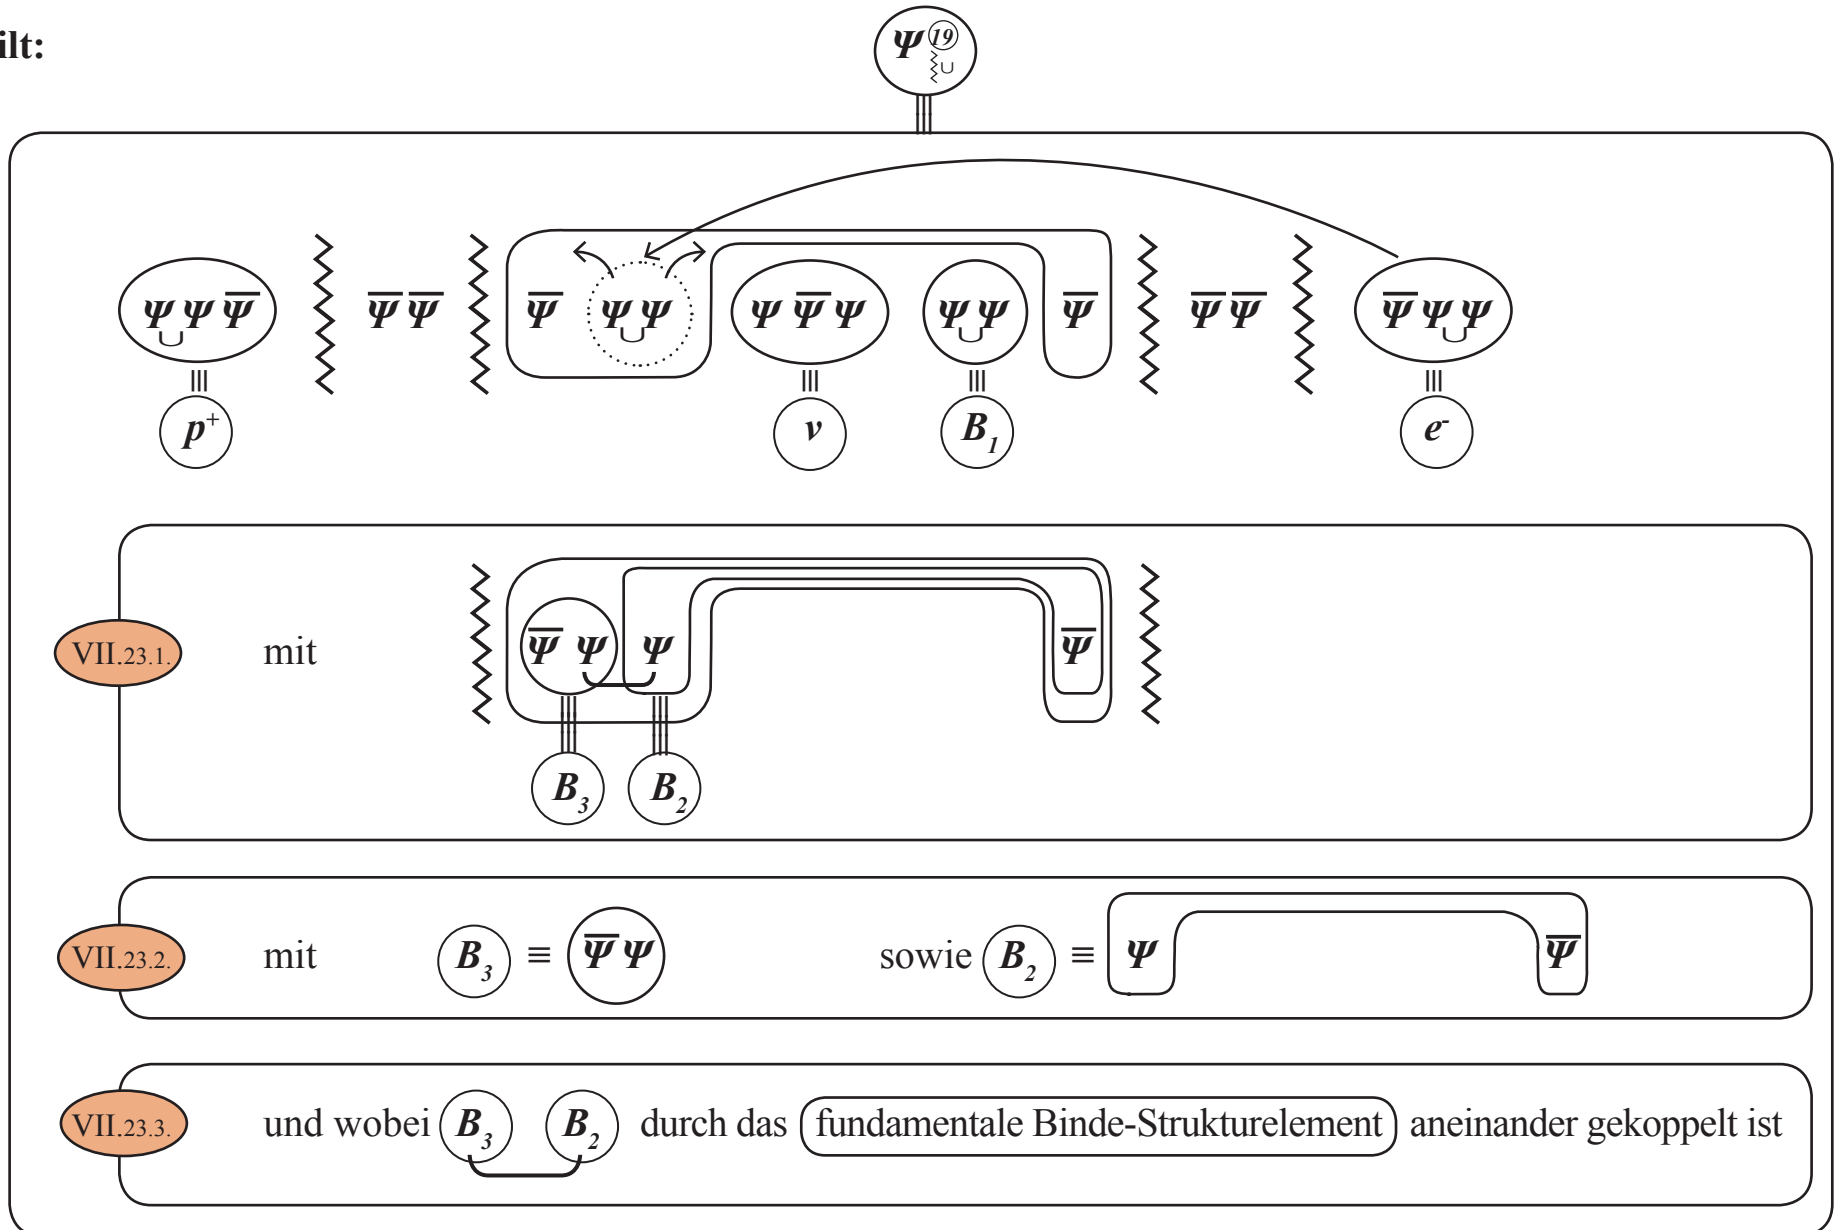 ilt:
Ψ 19 ∪
Ψ Ψ Ψ̅ Ψ̅ Ψ̅ Ψ̅ Ψ Ψ Ψ Ψ̅ Ψ Ψ Ψ Ψ̅ Ψ̅ Ψ̅ Ψ̅ Ψ Ψ
p⁺ ν B₁ e⁻
VII.23.1. mit Ψ̅ Ψ Ψ Ψ̅
B₃ B₂
VII.23.2. mit B₃ ≡ Ψ̅ Ψ sowie B₂ ≡ Ψ Ψ̅
VII.23.3. und wobei B₃ B₂ durch das fundamentale Binde-Strukturelement aneinander gekoppelt ist